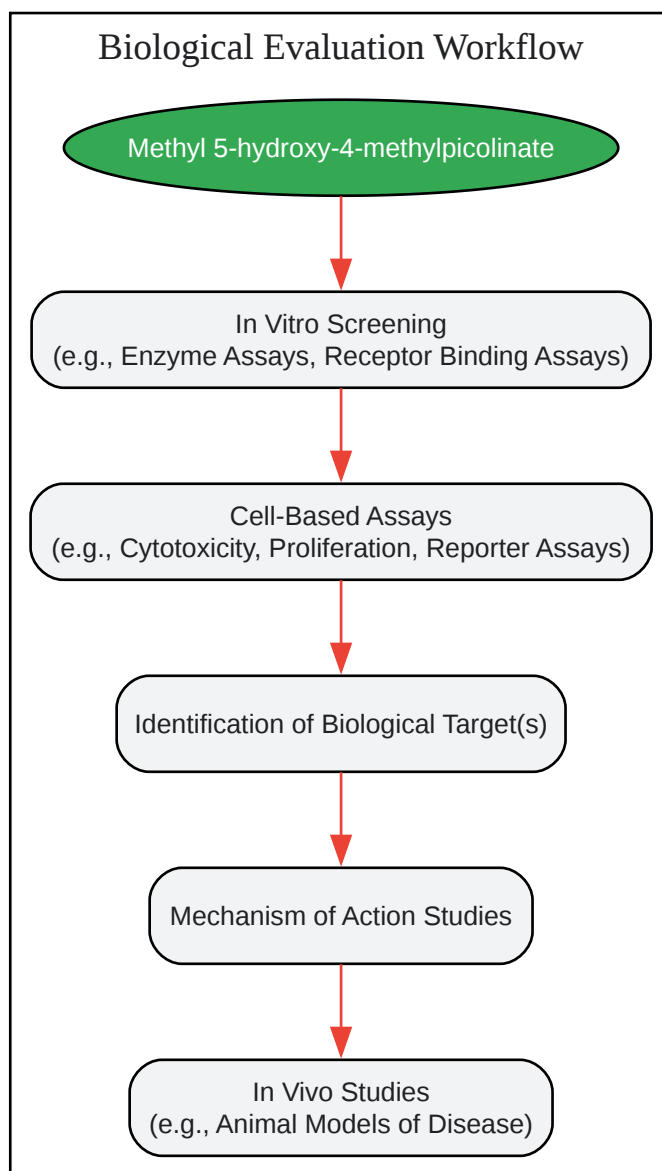 Biological Evaluation Workflow
Methyl 5-hydroxy-4-methylpicolinate
In Vitro Screening
(e.g., Enzyme Assays, Receptor Binding Assays)
Cell-Based Assays
(e.g., Cytotoxicity, Proliferation, Reporter Assays)
Identification of Biological Target(s)
Mechanism of Action Studies
In Vivo Studies
(e.g., Animal Models of Disease)